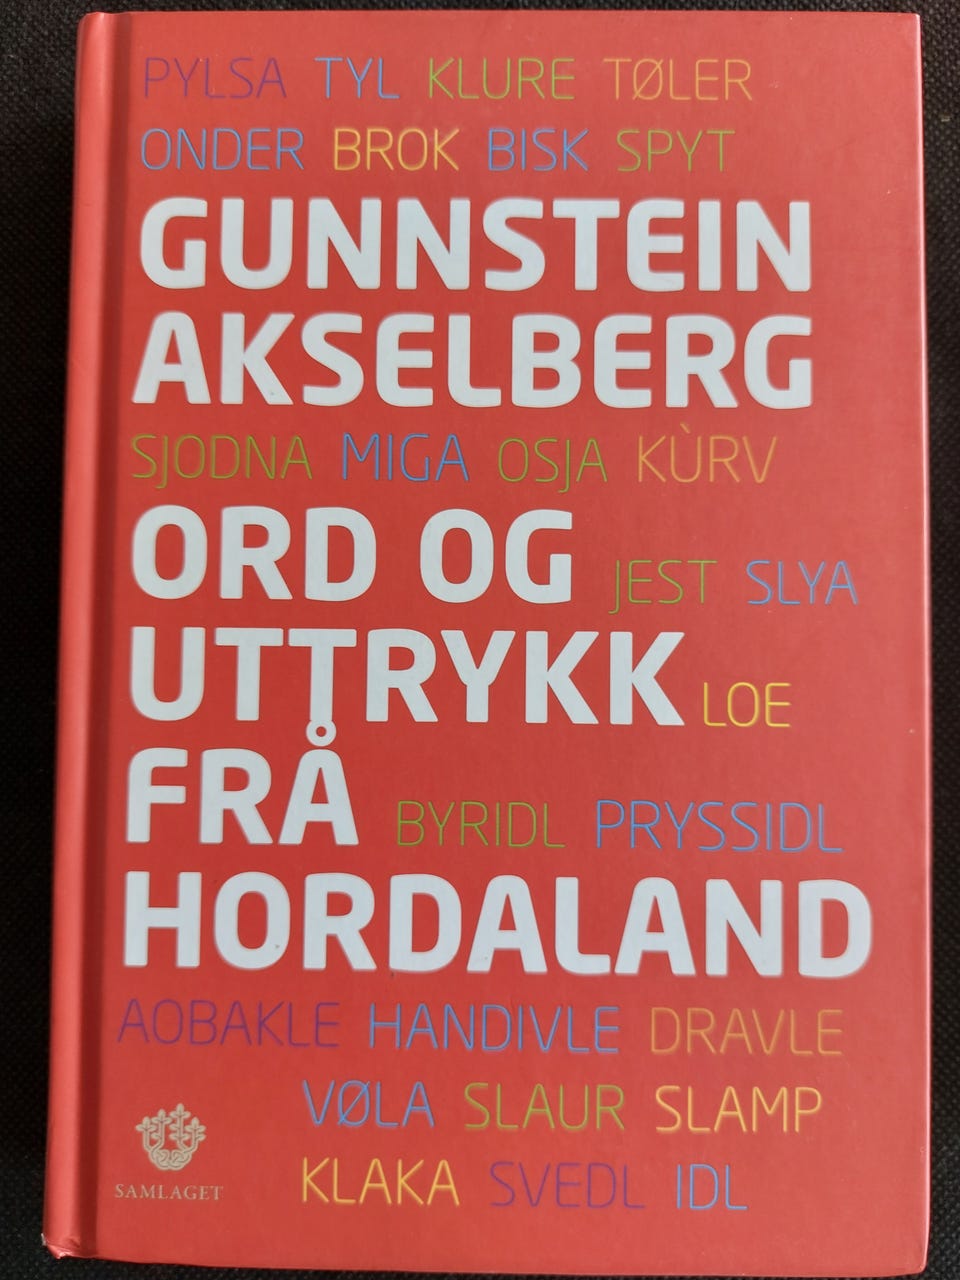 PYLSA TYL KLURE TØLER
ONDER BROK BISK SPYT
GUNNSTEIN
AKSELBERG
SJODNA MIGA OSJA KÙRV
ORD OG JEST SLYA
UTTRYKK LOE
FRÅ BYRIDL PRYSSIDL
HORDALAND
AOBAKLE HANDIVLE DRAVLE
VØLA SLAUR SLAMP
SAMLAGET KLAKA SVEDL IDL